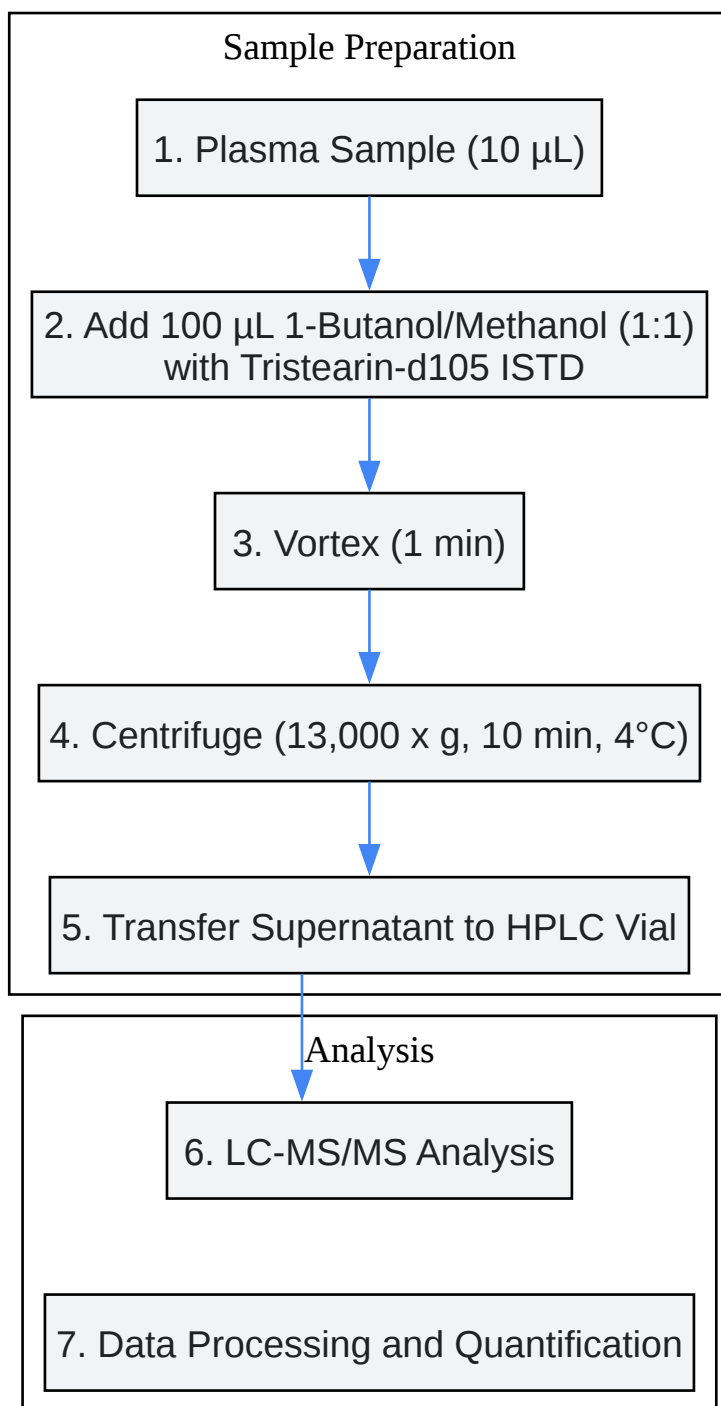 Sample Preparation
1. Plasma Sample (10 µL)
2. Add 100 µL 1-Butanol/Methanol (1:1)
with Tristearin-d105 ISTD
3. Vortex (1 min)
4. Centrifuge (13,000 x g, 10 min, 4°C)
5. Transfer Supernatant to HPLC Vial
Analysis
6. LC-MS/MS Analysis
7. Data Processing and Quantification